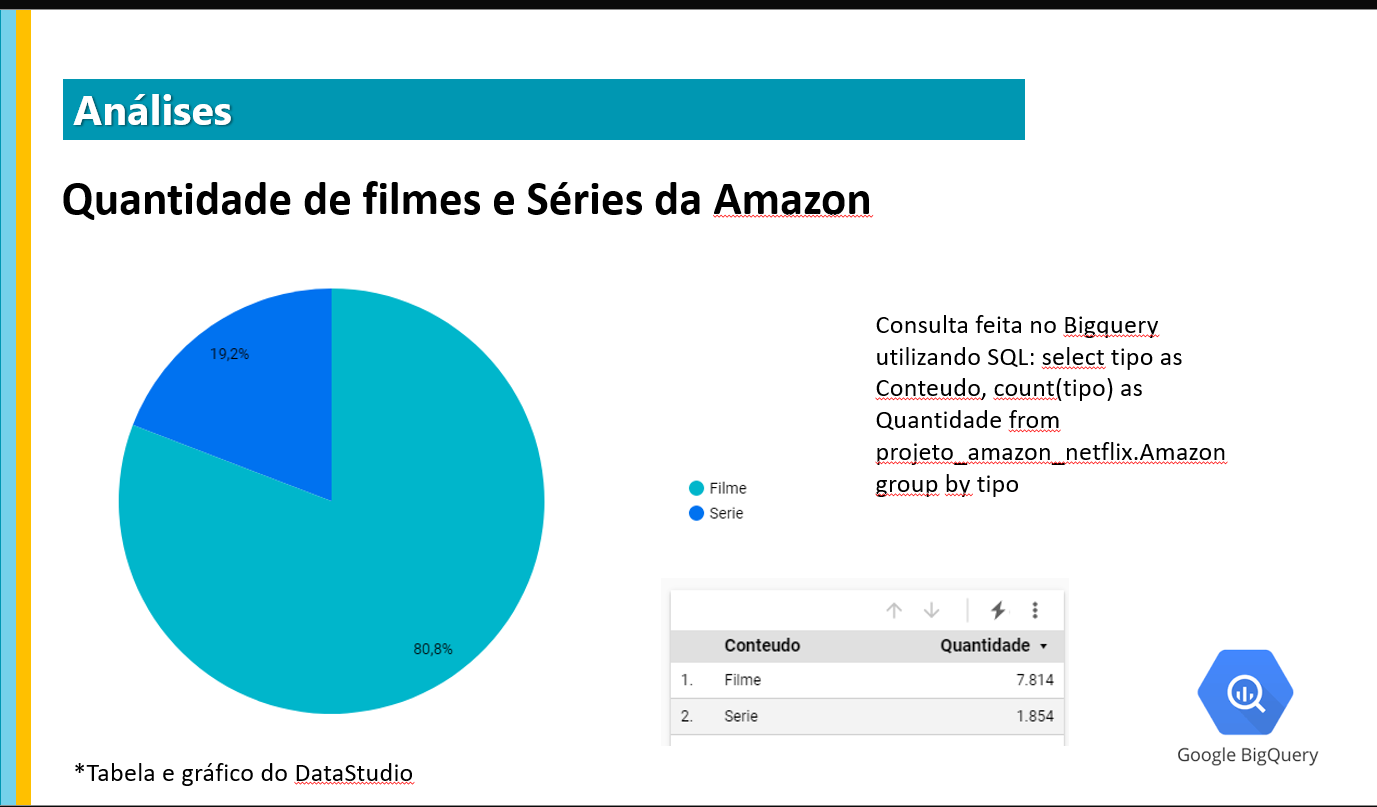 Análises
Quantidade de filmes e Séries da Amazon
19,2%
80,8%
Filme
Serie
Consulta feita no Bigquery
utilizando SQL: select tipo as
Conteudo, count(tipo) as
Quantidade from
projeto_amazon_netflix.Amazon
group by tipo
Conteudo Quantidade
1. Filme 7.814
2. Serie 1.854
Google BigQuery
*Tabela e gráfico do DataStudio